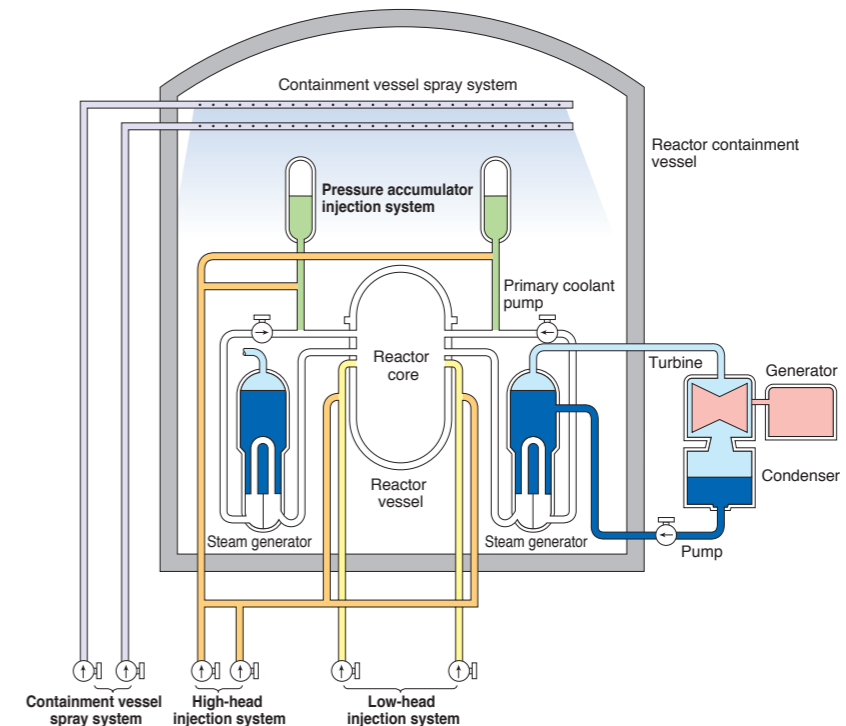 Containment vessel spray system
Reactor containment
vessel
Pressure accumulator
injection system
Primary coolant
pump
Reactor
core
Turbine
Generator
Condenser
Reactor
vessel
Steam generator
Steam generator
Pump
Containment vessel
spray system
High-head
injection system
Low-head
injection system